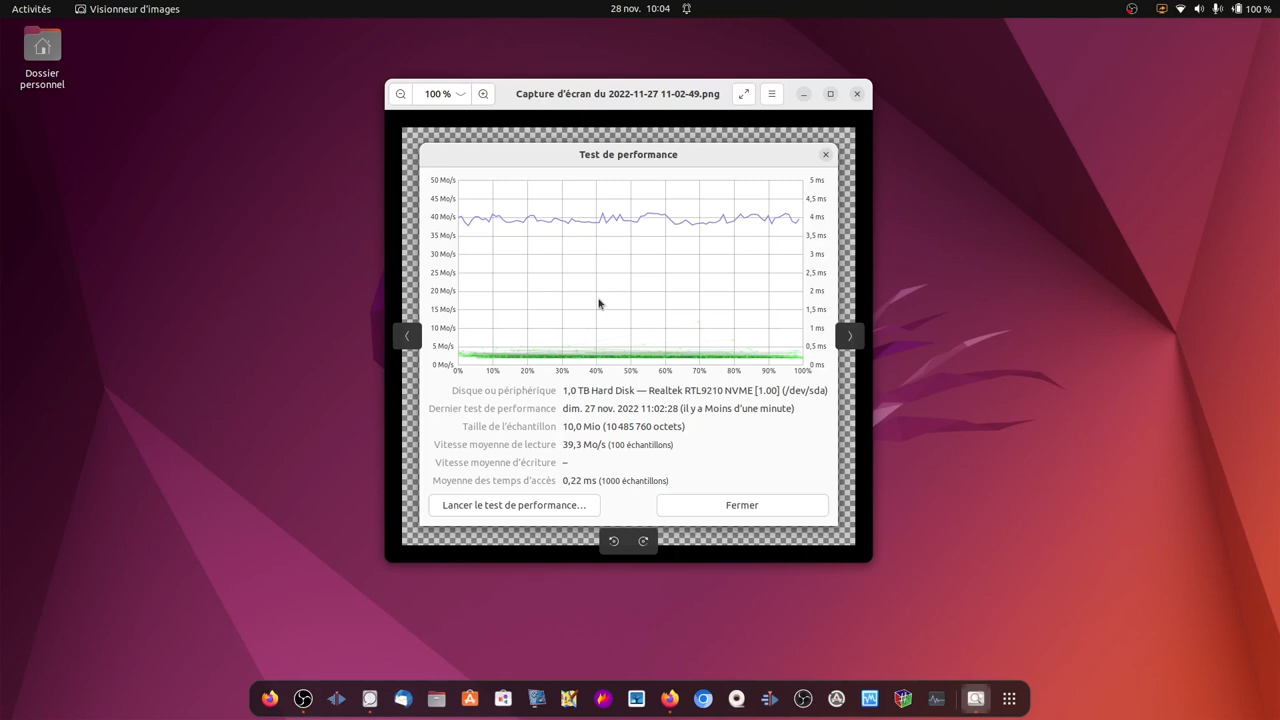 Activités
Visionneur d'images
28 nov. 10:04
100 %
Dossier
personnel
100 %
Capture d'écran du 2022-11-27 11-02-49.png
Test de performance
50 Mo/s
45 Mo/s
40 Mo/s
35 Mo/s
30 Mo/s
25 Mo/s
20 Mo/s
15 Mo/s
10 Mo/s
5 Mo/s
0 Mo/s
5 ms
4,5 ms
4 ms
3,5 ms
3 ms
2,5 ms
2 ms
1,5 ms
1 ms
0,5 ms
0 ms
0% 10% 20% 30% 40% 50% 60% 70% 80% 90% 100%
Disque ou périphérique 1,0 TB Hard Disk — Realtek RTL9210 NVME [1.00] (/dev/sda)
Dernier test de performance dim. 27 nov. 2022 11:02:28 (il y a Moins d'une minute)
Taille de l'échantillon 10,0 Mio (10 485 760 octets)
Vitesse moyenne de lecture 39,3 Mo/s (100 échantillons)
Vitesse moyenne d'écriture –
Moyenne des temps d'accès 0,22 ms (1000 échantillons)
Lancer le test de performance…
Fermer